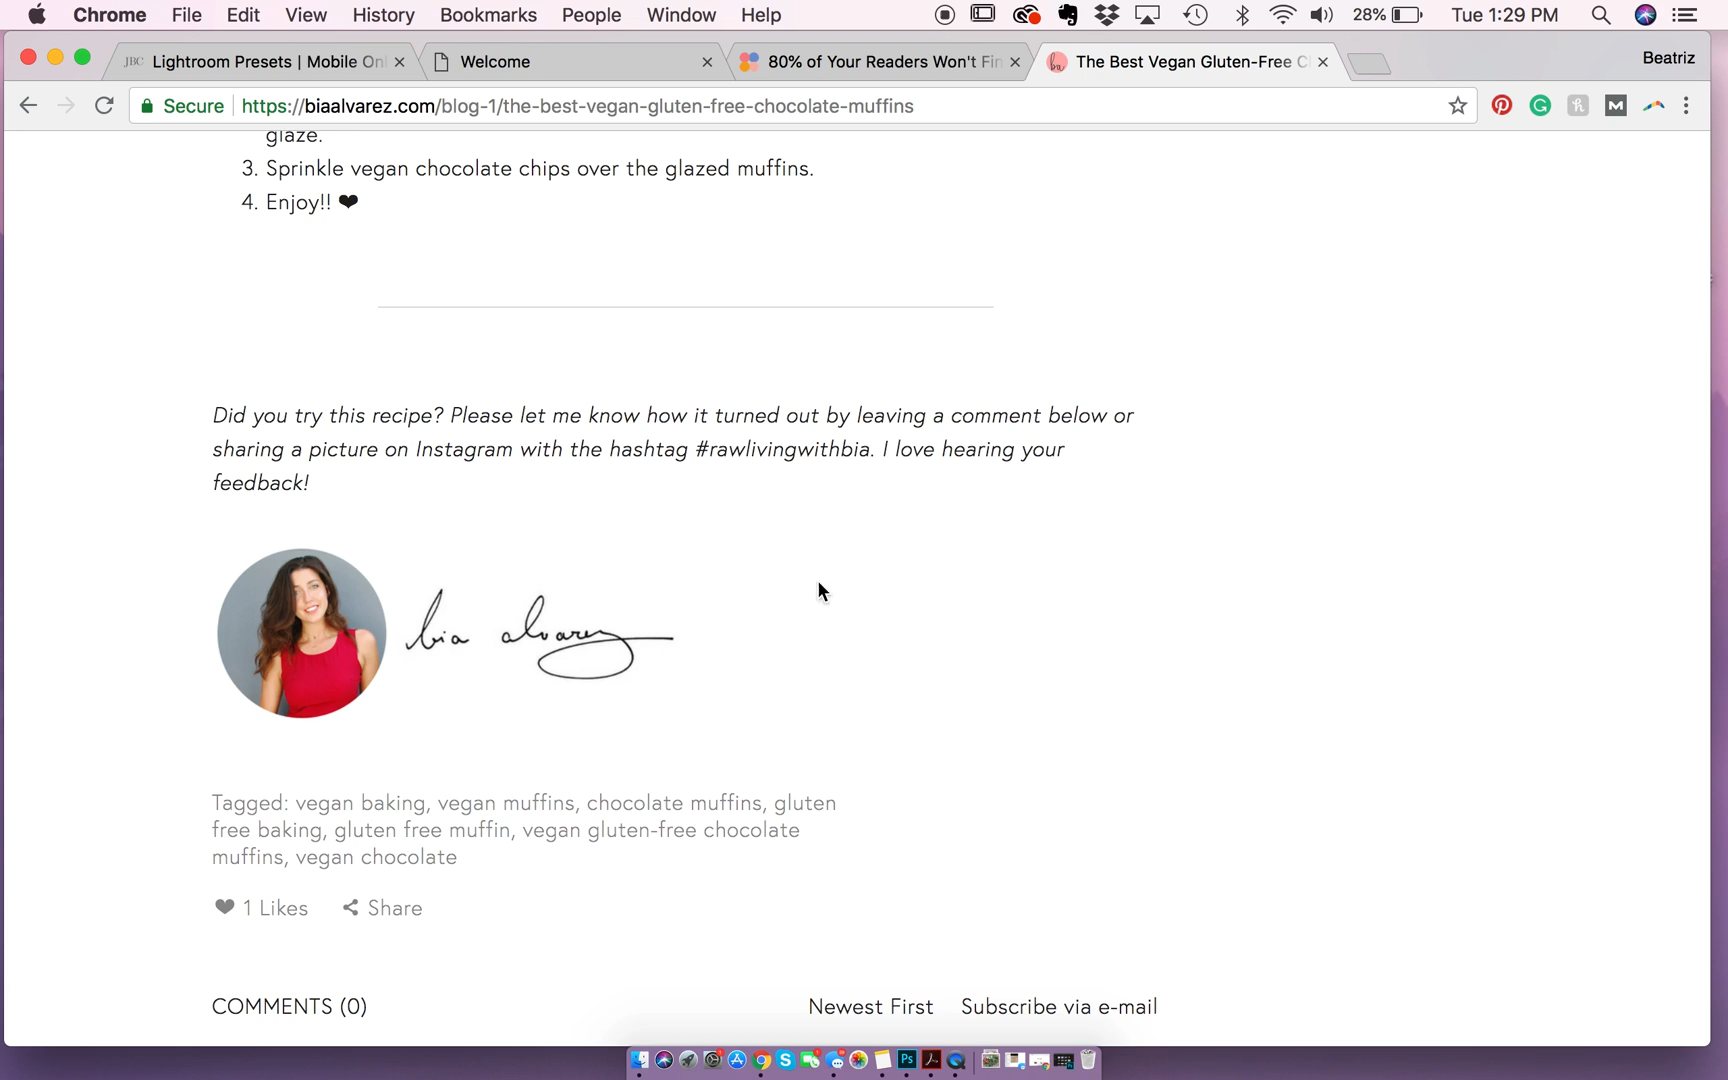 Chrome File Edit View History Bookmarks People Window Help 28% Tue 1:29 PM
JBC Lightroom Presets | Mobile Onl Welcome 80% of Your Readers Won't Fin ba The Best Vegan Gluten-Free C Beatriz
Secure https://biaalvarez.com/blog-1/the-best-vegan-gluten-free-chocolate-muffins
glaze.
3. Sprinkle vegan chocolate chips over the glazed muffins.
4. Enjoy!! ❤
Did you try this recipe? Please let me know how it turned out by leaving a comment below or
sharing a picture on Instagram with the hashtag #rawlivingwithbia. I love hearing your
feedback!
bia alvarez
Tagged: vegan baking, vegan muffins, chocolate muffins, gluten
free baking, gluten free muffin, vegan gluten-free chocolate
muffins, vegan chocolate
1 Likes Share
COMMENTS (0) Newest First Subscribe via e-mail
Ps